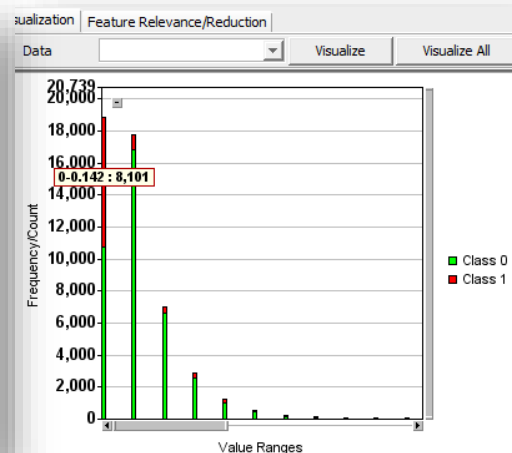 sualization Feature Relevance/Reduction
Data Visualize Visualize All
20.739
20,000
18,000
16,000
0-0.142 : 8,101
14,000
12,000
10,000
8,000
6,000
4,000
2,000
0
Frequency/Count
Value Ranges
Class 0
Class 1